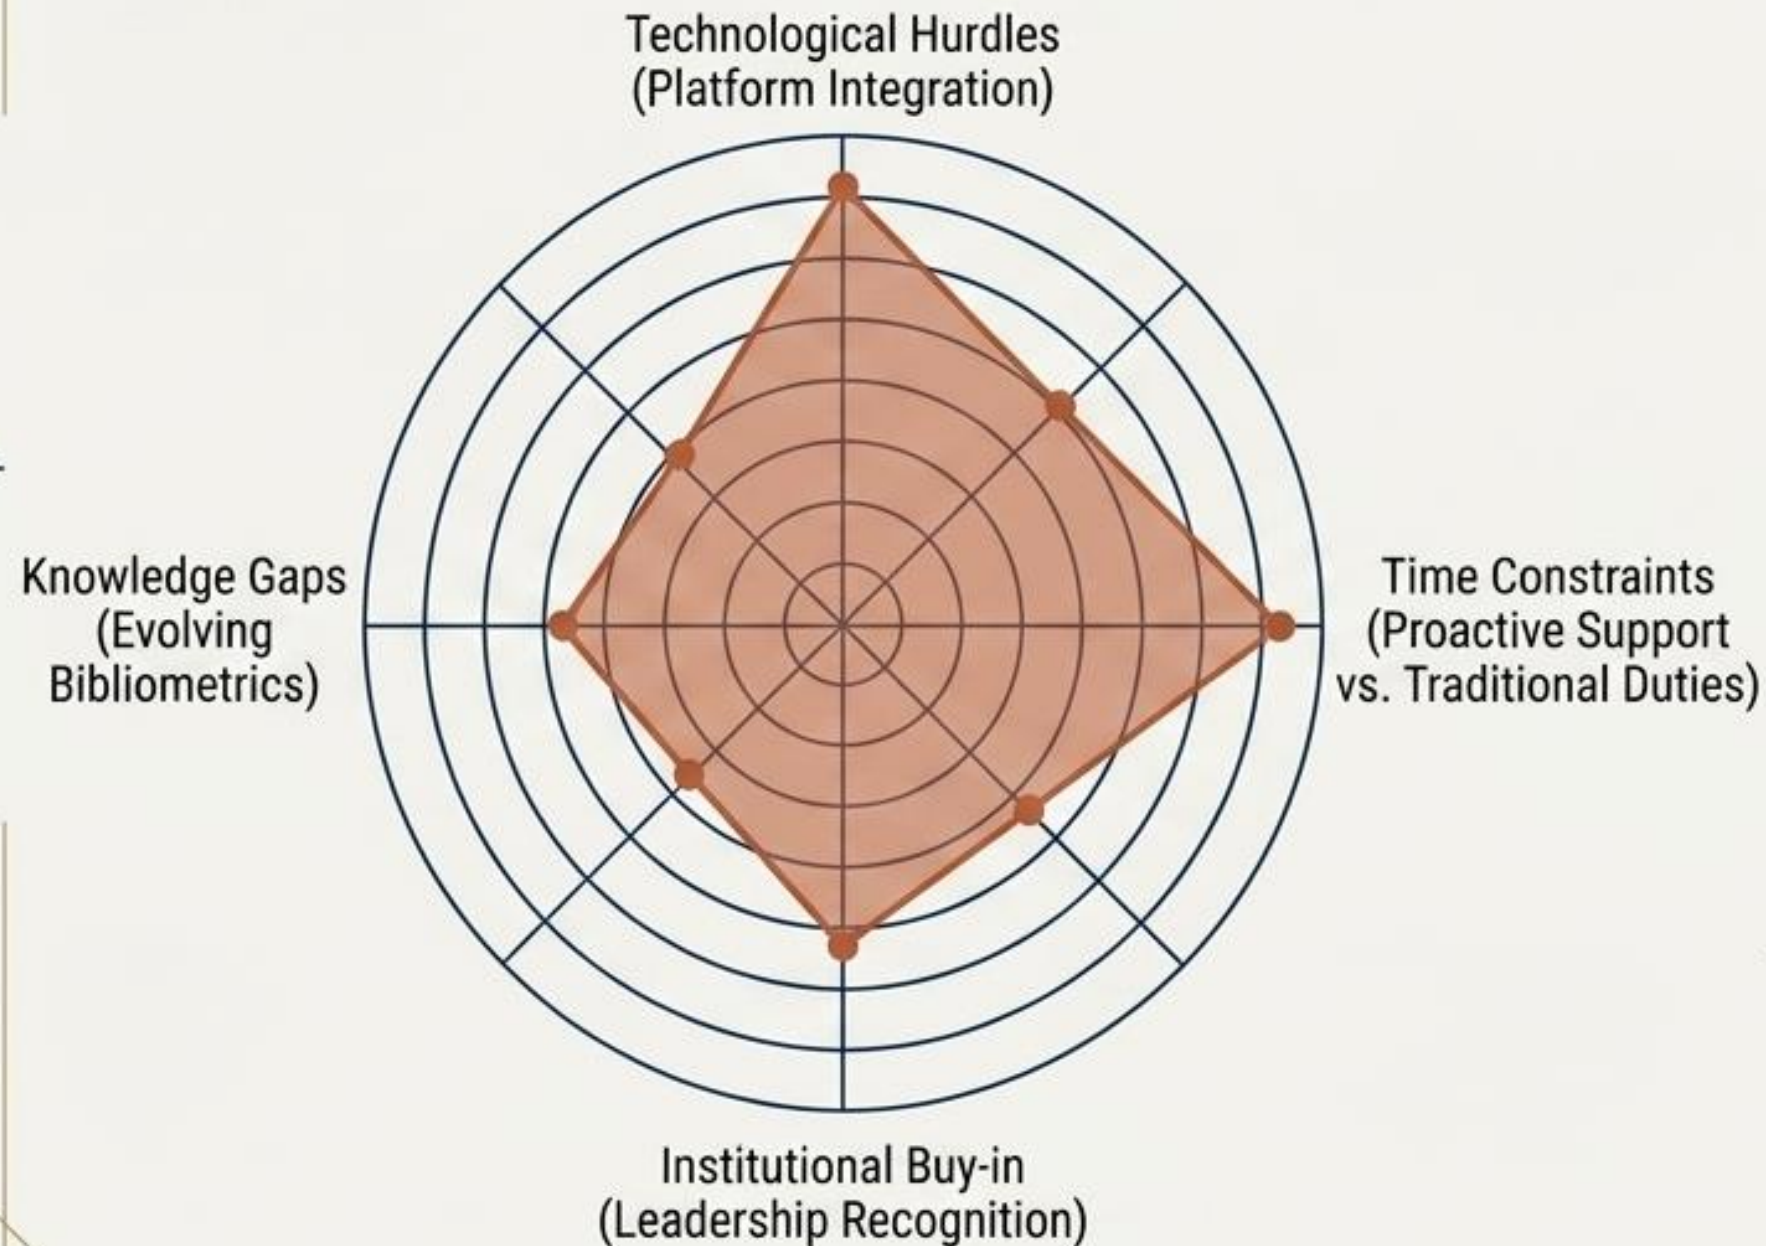 Technological Hurdles
(Platform Integration)
Knowledge Gaps
(Evolving
Bibliometrics)
Time Constraints
(Proactive Support
vs. Traditional Duties)
Institutional Buy-in
(Leadership Recognition)